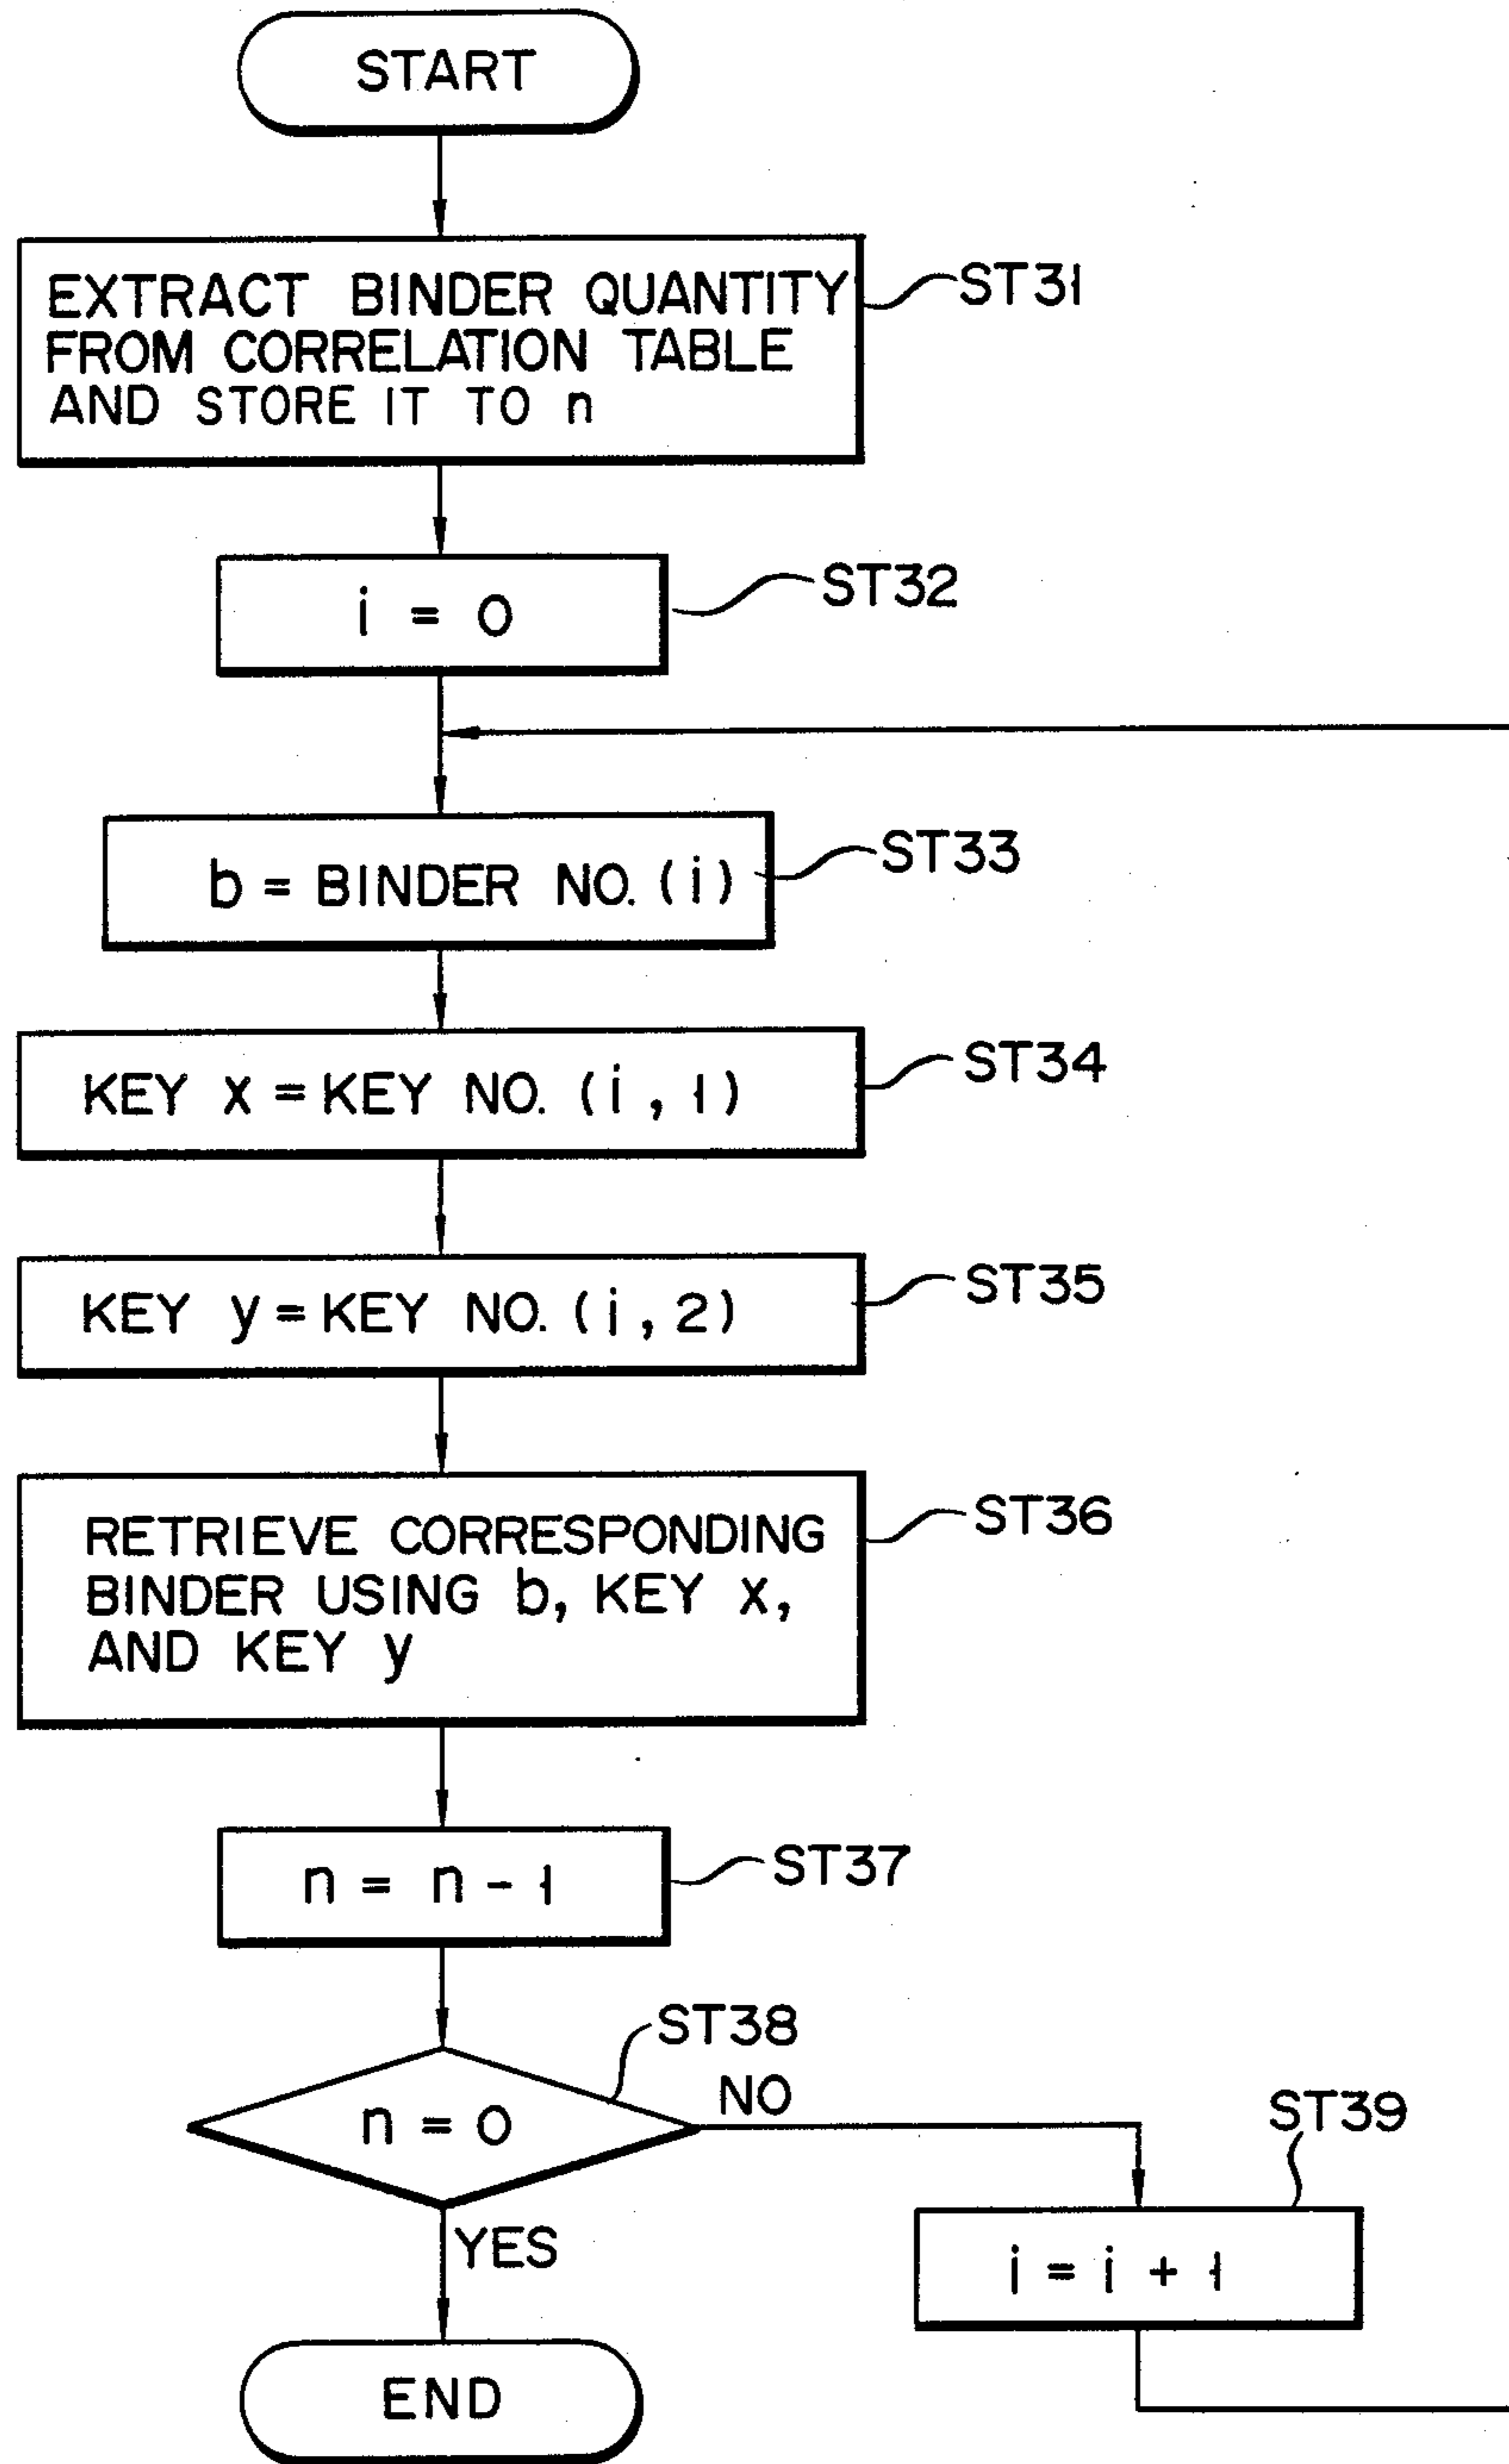 START
EXTRACT BINDER QUANTITY
FROM CORRELATION TABLE
AND STORE IT TO n
ST31
i = 0
ST32
b = BINDER NO. (i)
ST33
KEY x = KEY NO. (i, 1)
ST34
KEY y = KEY NO. (i, 2)
ST35
RETRIEVE CORRESPONDING
BINDER USING b, KEY x,
AND KEY y
ST36
n = n - 1
ST37
n = 0
ST38
NO
YES
ST39
i = i + 1
END